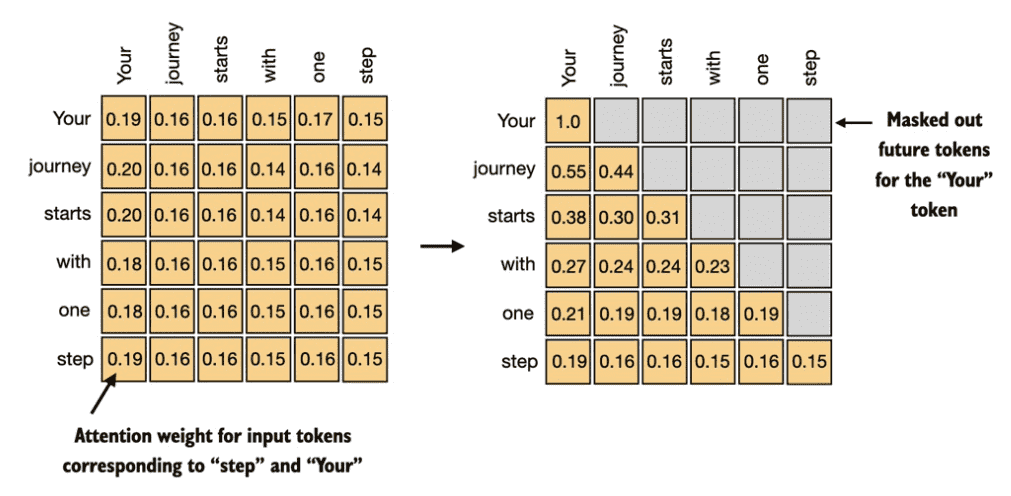 Your journey starts with one step
Your 0.19 0.16 0.16 0.15 0.17 0.15
journey 0.20 0.16 0.16 0.14 0.16 0.14
starts 0.20 0.16 0.16 0.14 0.16 0.14
with 0.18 0.16 0.16 0.15 0.16 0.15
one 0.18 0.16 0.16 0.15 0.16 0.15
step 0.19 0.16 0.16 0.15 0.16 0.15
Attention weight for input tokens
corresponding to “step” and “Your”
Your journey starts with one step
Your 1.0
journey 0.55 0.44
starts 0.38 0.30 0.31
with 0.27 0.24 0.24 0.23
one 0.21 0.19 0.19 0.18 0.19
step 0.19 0.16 0.16 0.15 0.16 0.15
Masked out
future tokens
for the “Your”
token